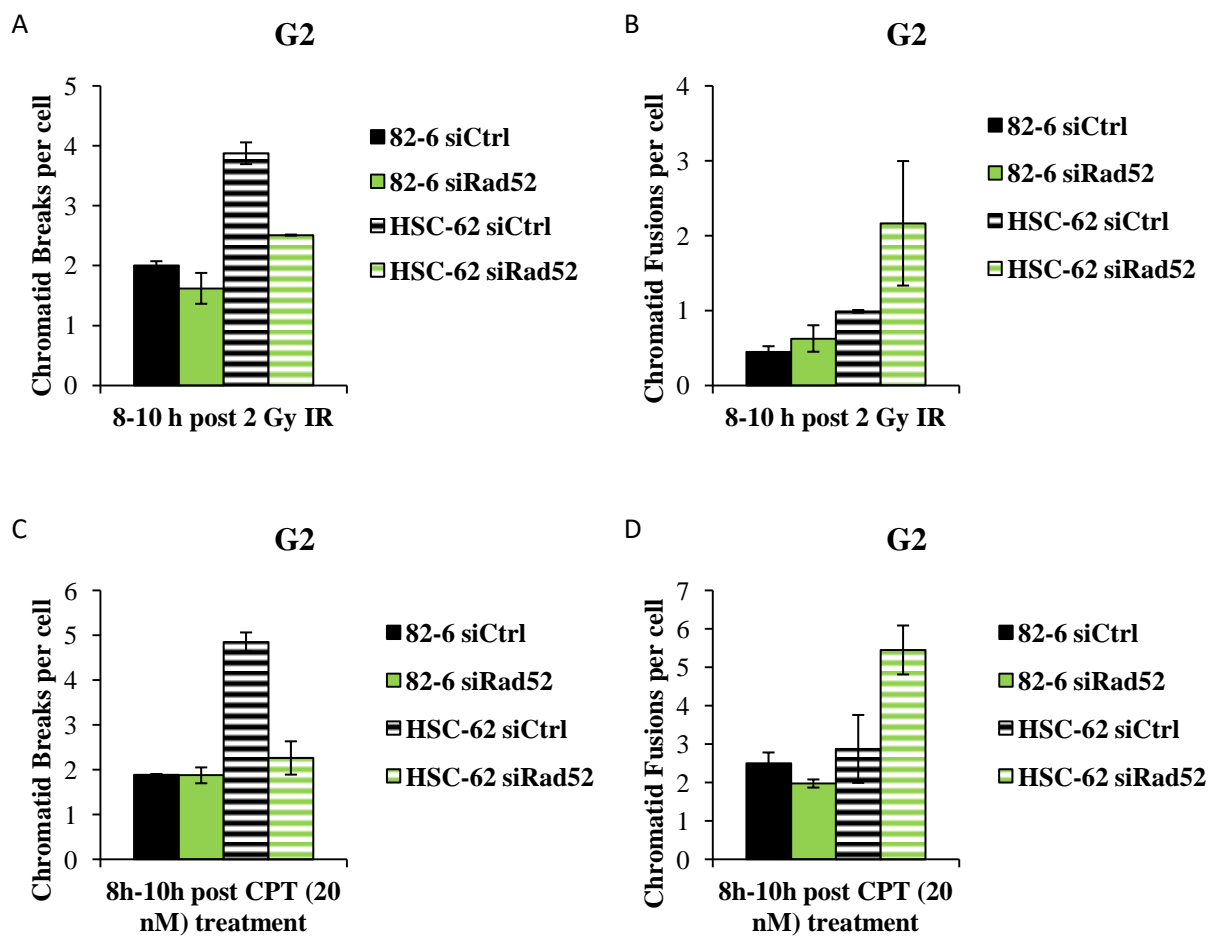 A
G2
Chromatid Breaks per cell
5
4
3
2
1
0
8-10 h post 2 Gy IR
82-6 siCtrl
82-6 siRad52
HSC-62 siCtrl
HSC-62 siRad52
B
G2
Chromatid Fusions per cell
4
3
2
1
0
8-10 h post 2 Gy IR
82-6 siCtrl
82-6 siRad52
HSC-62 siCtrl
HSC-62 siRad52
C
G2
Chromatid Breaks per cell
6
5
4
3
2
1
0
8h-10h post CPT (20
nM) treatment
82-6 siCtrl
82-6 siRad52
HSC-62 siCtrl
HSC-62 siRad52
D
G2
Chromatid Fusions per cell
7
6
5
4
3
2
1
0
8h-10h post CPT (20
nM) treatment
82-6 siCtrl
82-6 siRad52
HSC-62 siCtrl
HSC-62 siRad52